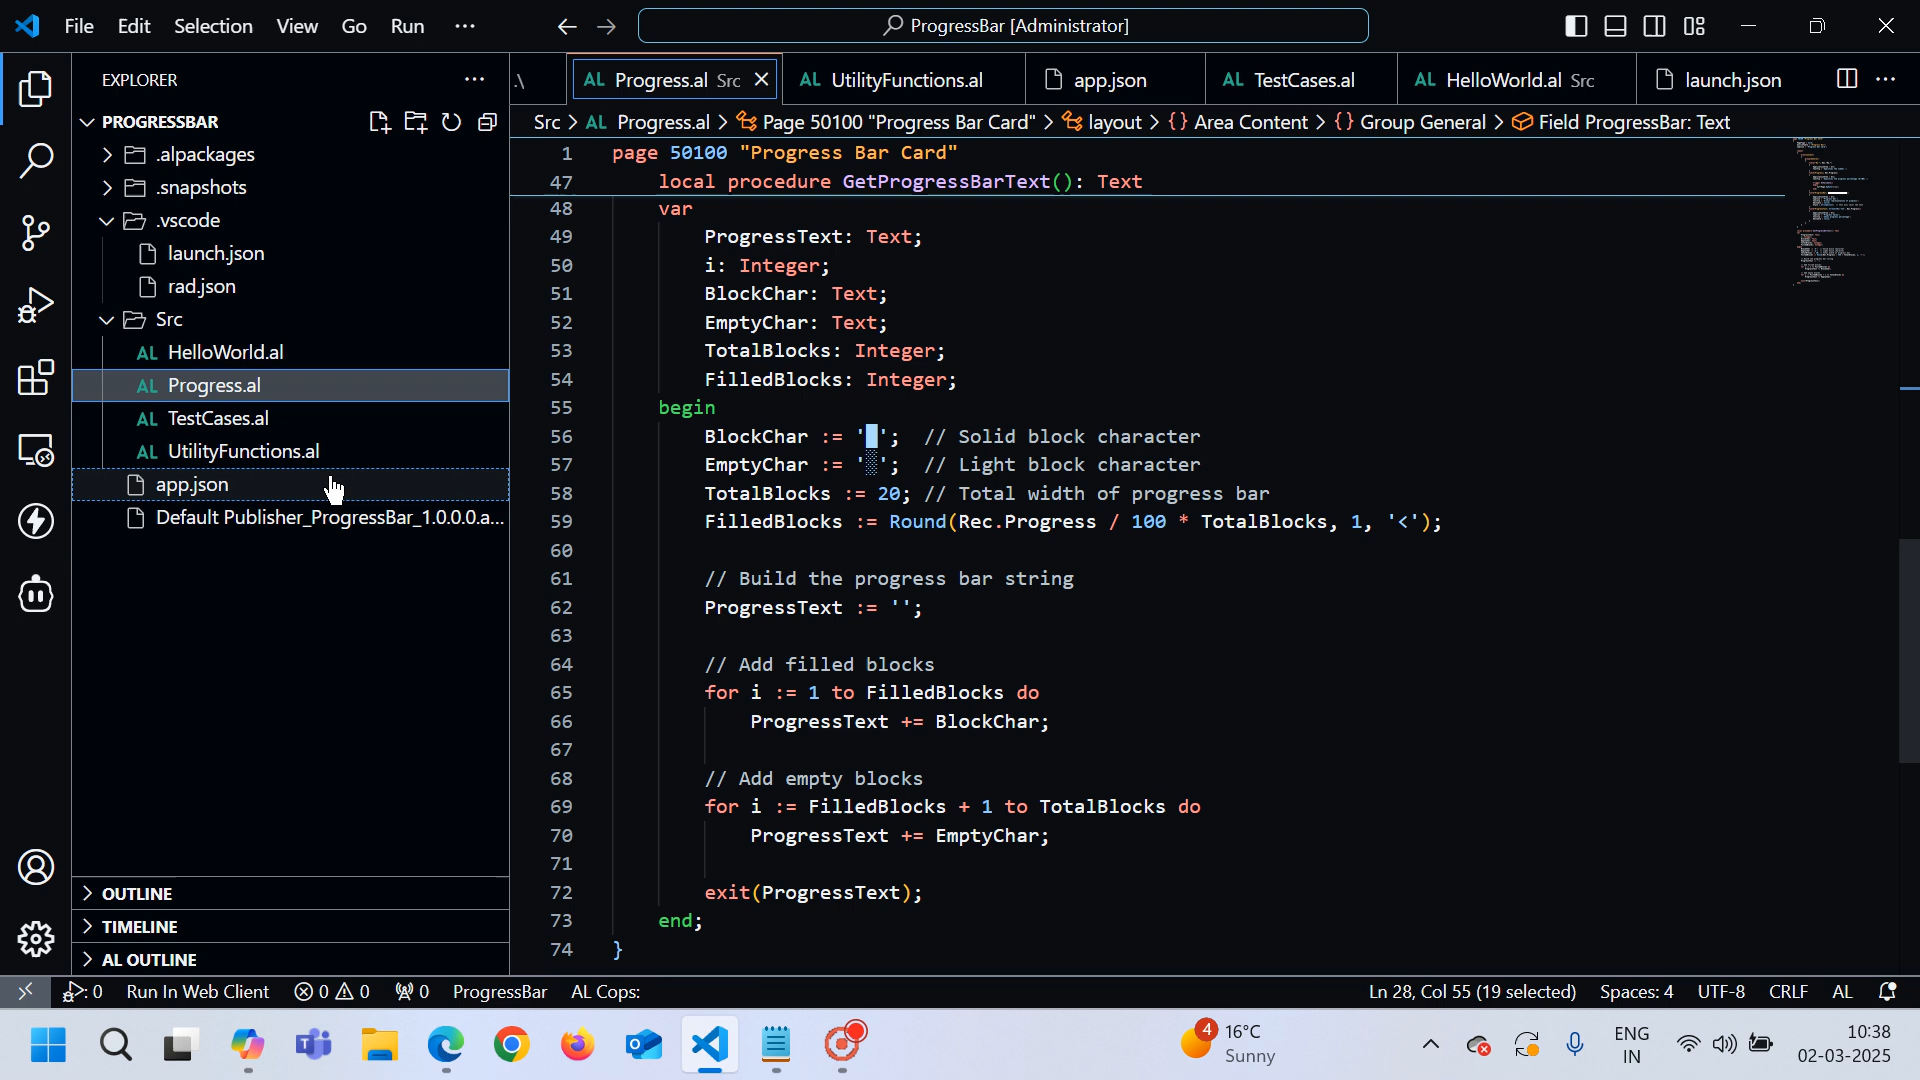 File Edit Selection View Go Run ···
ProgressBar [Administrator]
EXPLORER
PROGRESSBAR
.alpackages
.snapshots
.vscode
launch.json
rad.json
Src
AL HelloWorld.al
AL Progress.al
AL TestCases.al
AL UtilityFunctions.al
app.json
Default Publisher_ProgressBar_1.0.0.0.a...
OUTLINE
TIMELINE
AL OUTLINE
.\ AL Progress.al Src AL UtilityFunctions.al app.json AL TestCases.al AL HelloWorld.al Src launch.json
Src > AL Progress.al > Page 50100 "Progress Bar Card" > layout > {} Area Content > {} Group General > Field ProgressBar: Text
1 page 50100 "Progress Bar Card"
47 local procedure GetProgressBarText(): Text
48 var
49 ProgressText: Text;
50 i: Integer;
51 BlockChar: Text;
52 EmptyChar: Text;
53 TotalBlocks: Integer;
54 FilledBlocks: Integer;
55 begin
56 BlockChar := '█'; // Solid block character
57 EmptyChar := '░'; // Light block character
58 TotalBlocks := 20; // Total width of progress bar
59 FilledBlocks := Round(Rec.Progress / 100 * TotalBlocks, 1, '<');
60
61 // Build the progress bar string
62 ProgressText := '';
63
64 // Add filled blocks
65 for i := 1 to FilledBlocks do
66 ProgressText += BlockChar;
67
68 // Add empty blocks
69 for i := FilledBlocks + 1 to TotalBlocks do
70 ProgressText += EmptyChar;
71
72 exit(ProgressText);
73 end;
74 }
0 Run In Web Client 0 0 0 ProgressBar AL Cops: Ln 28, Col 55 (19 selected) Spaces: 4 UTF-8 CRLF AL
4 16°C
Sunny
ENG
IN
10:38
02-03-2025